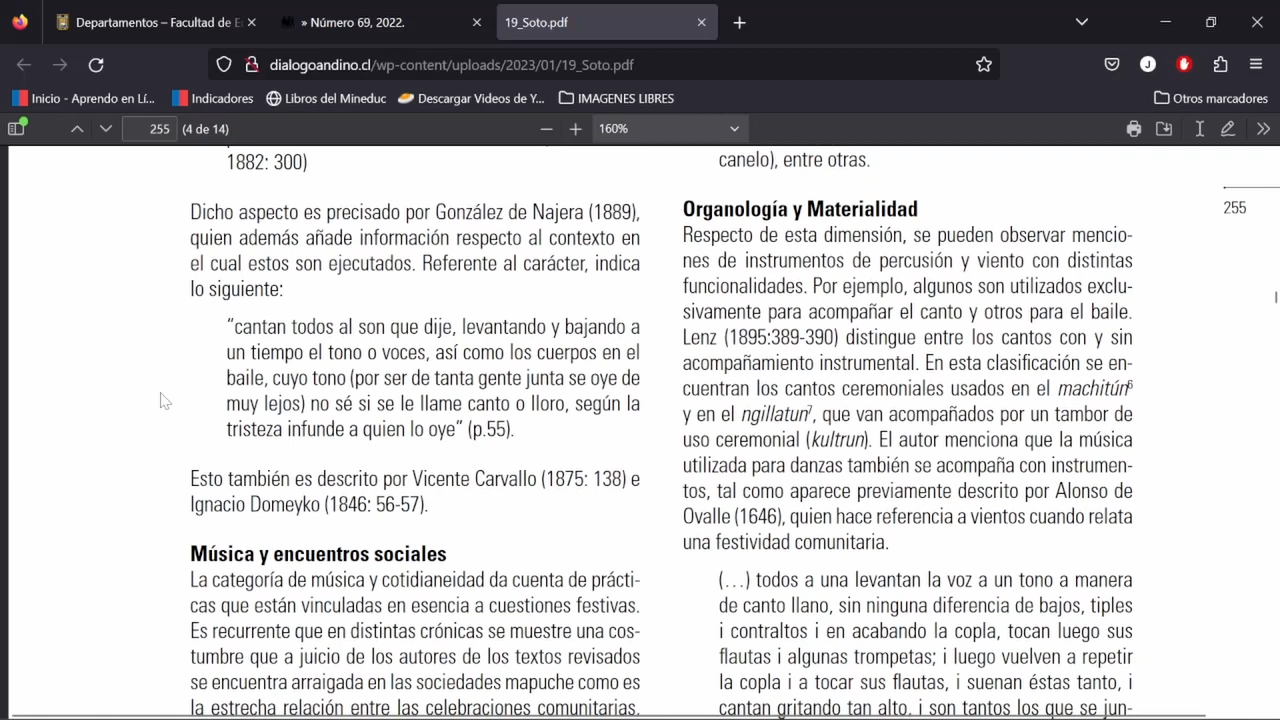 Departamentos – Facultad de E
» Número 69, 2022.
19_Soto.pdf
dialogoandino.cl/wp-content/uploads/2023/01/19_Soto.pdf
J
Inicio - Aprendo en Lí...
Indicadores
Libros del Mineduc
Descargar Videos de Y...
IMAGENES LIBRES
Otros marcadores
255
(4 de 14)
160%
1882: 300)
Dicho aspecto es precisado por González de Najera (1889),
quien además añade información respecto al contexto en
el cual estos son ejecutados. Referente al carácter, indica
lo siguiente:
“cantan todos al son que dije, levantando y bajando a
un tiempo el tono o voces, así como los cuerpos en el
baile, cuyo tono (por ser de tanta gente junta se oye de
muy lejos) no sé si se le llame canto o lloro, según la
tristeza infunde a quien lo oye” (p.55).
Esto también es descrito por Vicente Carvallo (1875: 138) e
Ignacio Domeyko (1846: 56-57).
Música y encuentros sociales
La categoría de música y cotidianeidad da cuenta de prácti-
cas que están vinculadas en esencia a cuestiones festivas.
Es recurrente que en distintas crónicas se muestre una cos-
tumbre que a juicio de los autores de los textos revisados
se encuentra arraigada en las sociedades mapuche como es
la estrecha relación entre las celebraciones comunitarias,
canelo), entre otras.
Organología y Materialidad
Respecto de esta dimensión, se pueden observar mencio-
nes de instrumentos de percusión y viento con distintas
funcionalidades. Por ejemplo, algunos son utilizados exclu-
sivamente para acompañar el canto y otros para el baile.
Lenz (1895:389-390) distingue entre los cantos con y sin
acompañamiento instrumental. En esta clasificación se en-
cuentran los cantos ceremoniales usados en el machitún⁶
y en el ngillatun⁷, que van acompañados por un tambor de
uso ceremonial (kultrun). El autor menciona que la música
utilizada para danzas también se acompaña con instrumen-
tos, tal como aparece previamente descrito por Alonso de
Ovalle (1646), quien hace referencia a vientos cuando relata
una festividad comunitaria.
(…) todos a una levantan la voz a un tono a manera
de canto llano, sin ninguna diferencia de bajos, tiples
i contraltos i en acabando la copla, tocan luego sus
flautas i algunas trompetas; i luego vuelven a repetir
la copla i a tocar sus flautas, i suenan éstas tanto, i
cantan gritando tan alto, i son tantos los que se jun-
255